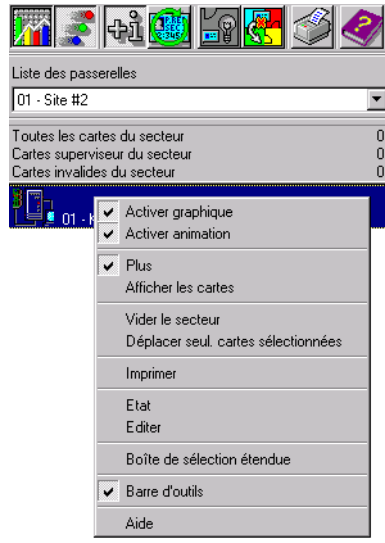 +i
Liste des passerelles
01 - Site #2
Toutes les cartes du secteur 0
Cartes superviseur du secteur 0
Cartes invalides du secteur 0
01 - K
Activer graphique
Activer animation
Plus
Afficher les cartes
Vider le secteur
Déplacer seul. cartes sélectionnées
Imprimer
Etat
Editer
Boîte de sélection étendue
Barre d'outils
Aide